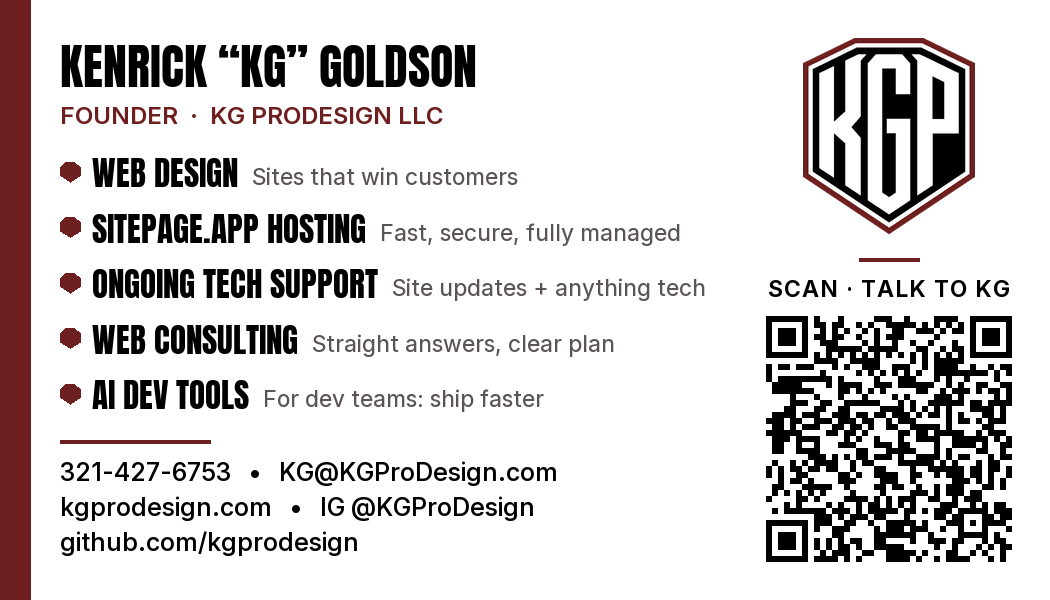 KENRICK “KG” GOLDSON
FOUNDER · KG PRODESIGN LLC
WEB DESIGN Sites that win customers
SITEPAGE.APP HOSTING Fast, secure, fully managed
ONGOING TECH SUPPORT Site updates + anything tech
WEB CONSULTING Straight answers, clear plan
AI DEV TOOLS For dev teams: ship faster
321-427-6753 • KG@KGProDesign.com
kgprodesign.com • IG @KGProDesign
github.com/kgprodesign
KGP
SCAN · TALK TO KG